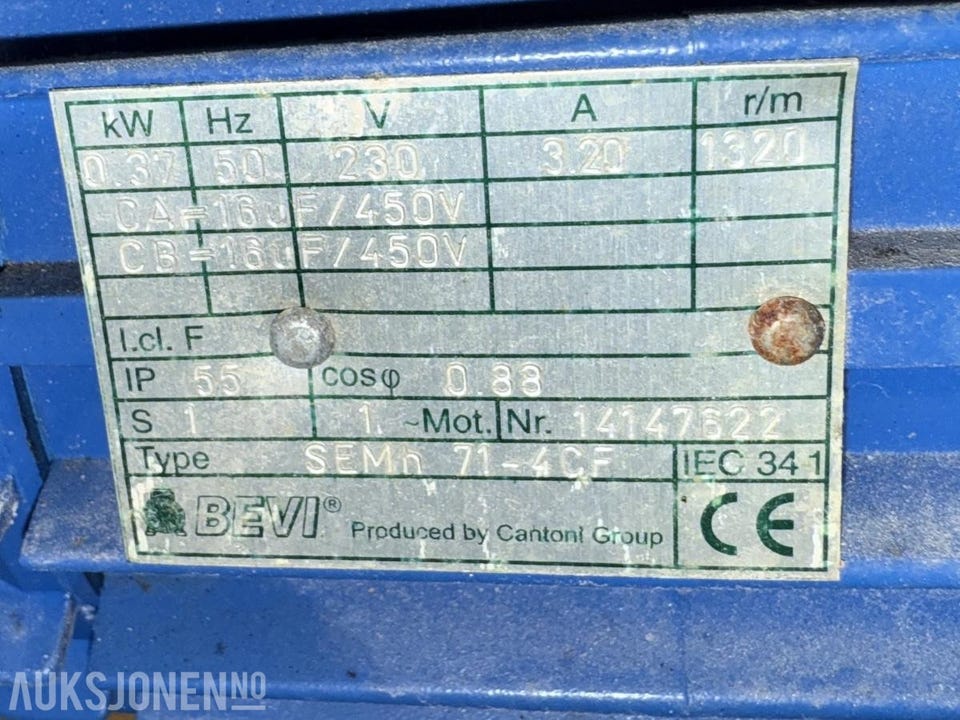 kW Hz V A r/m
0.37 50 230 3.20 1320
CA=16uF/450V
CB=16uF/450V
I.cl. F
IP 55 cosφ 0.88
S 1 1 ~Mot. Nr. 14147622
Type SEMh 71-4CF IEC 34 1
BEVI® Produced by Cantoni Group CE
AUKSJONEN.NO